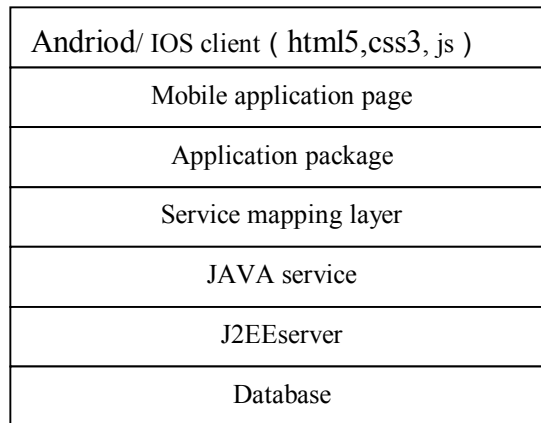 Andriod/ IOS client ( html5,css3, js )
Mobile application page
Application package
Service mapping layer
JAVA service
J2EEserver
Database